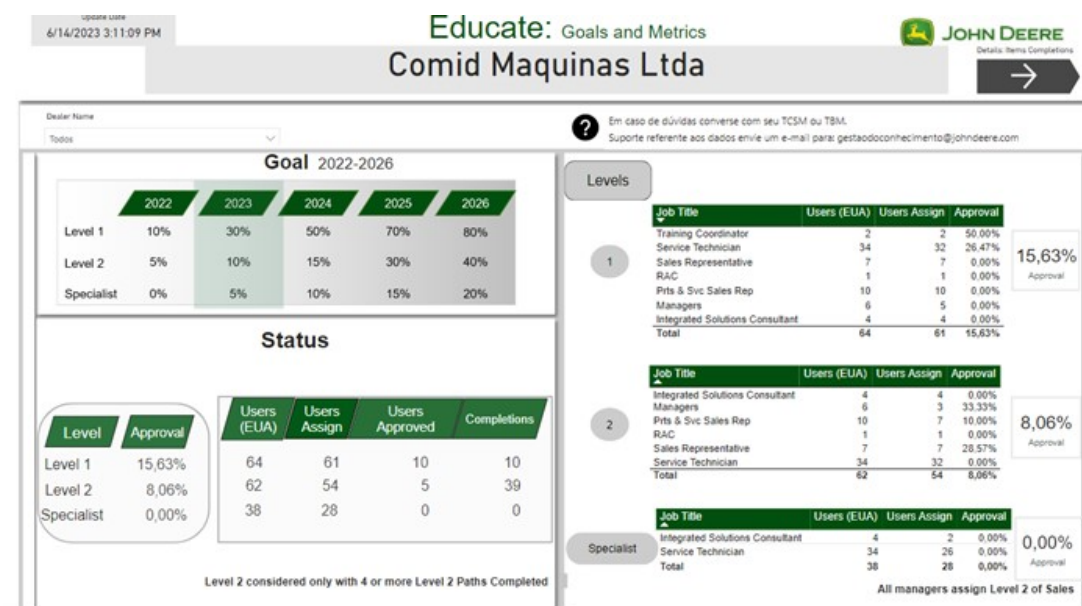 Update Date
6/14/2023 3:11:09 PM
Educate: Goals and Metrics
JOHN DEERE
Comid Maquinas Ltda
Details: Items Completions
Dealer Name
Todos
?
Em caso de dúvidas converse com seu TCSM ou TBM.
Suporte referente aos dados envie um e-mail para: gestaodoconhecimento@johndeere.com
Goal 2022-2026
2022 2023 2024 2025 2026
Level 1 10% 30% 50% 70% 80%
Level 2 5% 10% 15% 30% 40%
Specialist 0% 5% 10% 15% 20%
Status
Level Approval
Level 1 15,63%
Level 2 8,06%
Specialist 0,00%
Users (EUA) Users Assign Users Approved Completions
64 61 10 10
62 54 5 39
38 28 0 0
Level 2 considered only with 4 or more Level 2 Paths Completed
Levels
1
Job Title Users (EUA) Users Assign Approval
Training Coordinator 2 2 50,00%
Service Technician 34 32 26,47%
Sales Representative 7 7 0,00%
RAC 1 1 0,00%
Prts & Svc Sales Rep 10 10 0,00%
Managers 6 5 0,00%
Integrated Solutions Consultant 4 4 0,00%
Total 64 61 15,63%
15,63%
Approval
2
Job Title Users (EUA) Users Assign Approval
Integrated Solutions Consultant 4 4 0,00%
Managers 6 3 33,33%
Prts & Svc Sales Rep 10 7 10,00%
RAC 1 1 0,00%
Sales Representative 7 7 28,57%
Service Technician 34 32 0,00%
Total 62 54 8,06%
8,06%
Approval
Specialist
Job Title Users (EUA) Users Assign Approval
Integrated Solutions Consultant 4 2 0,00%
Service Technician 34 26 0,00%
Total 38 28 0,00%
0,00%
Approval
All managers assign Level 2 of Sales